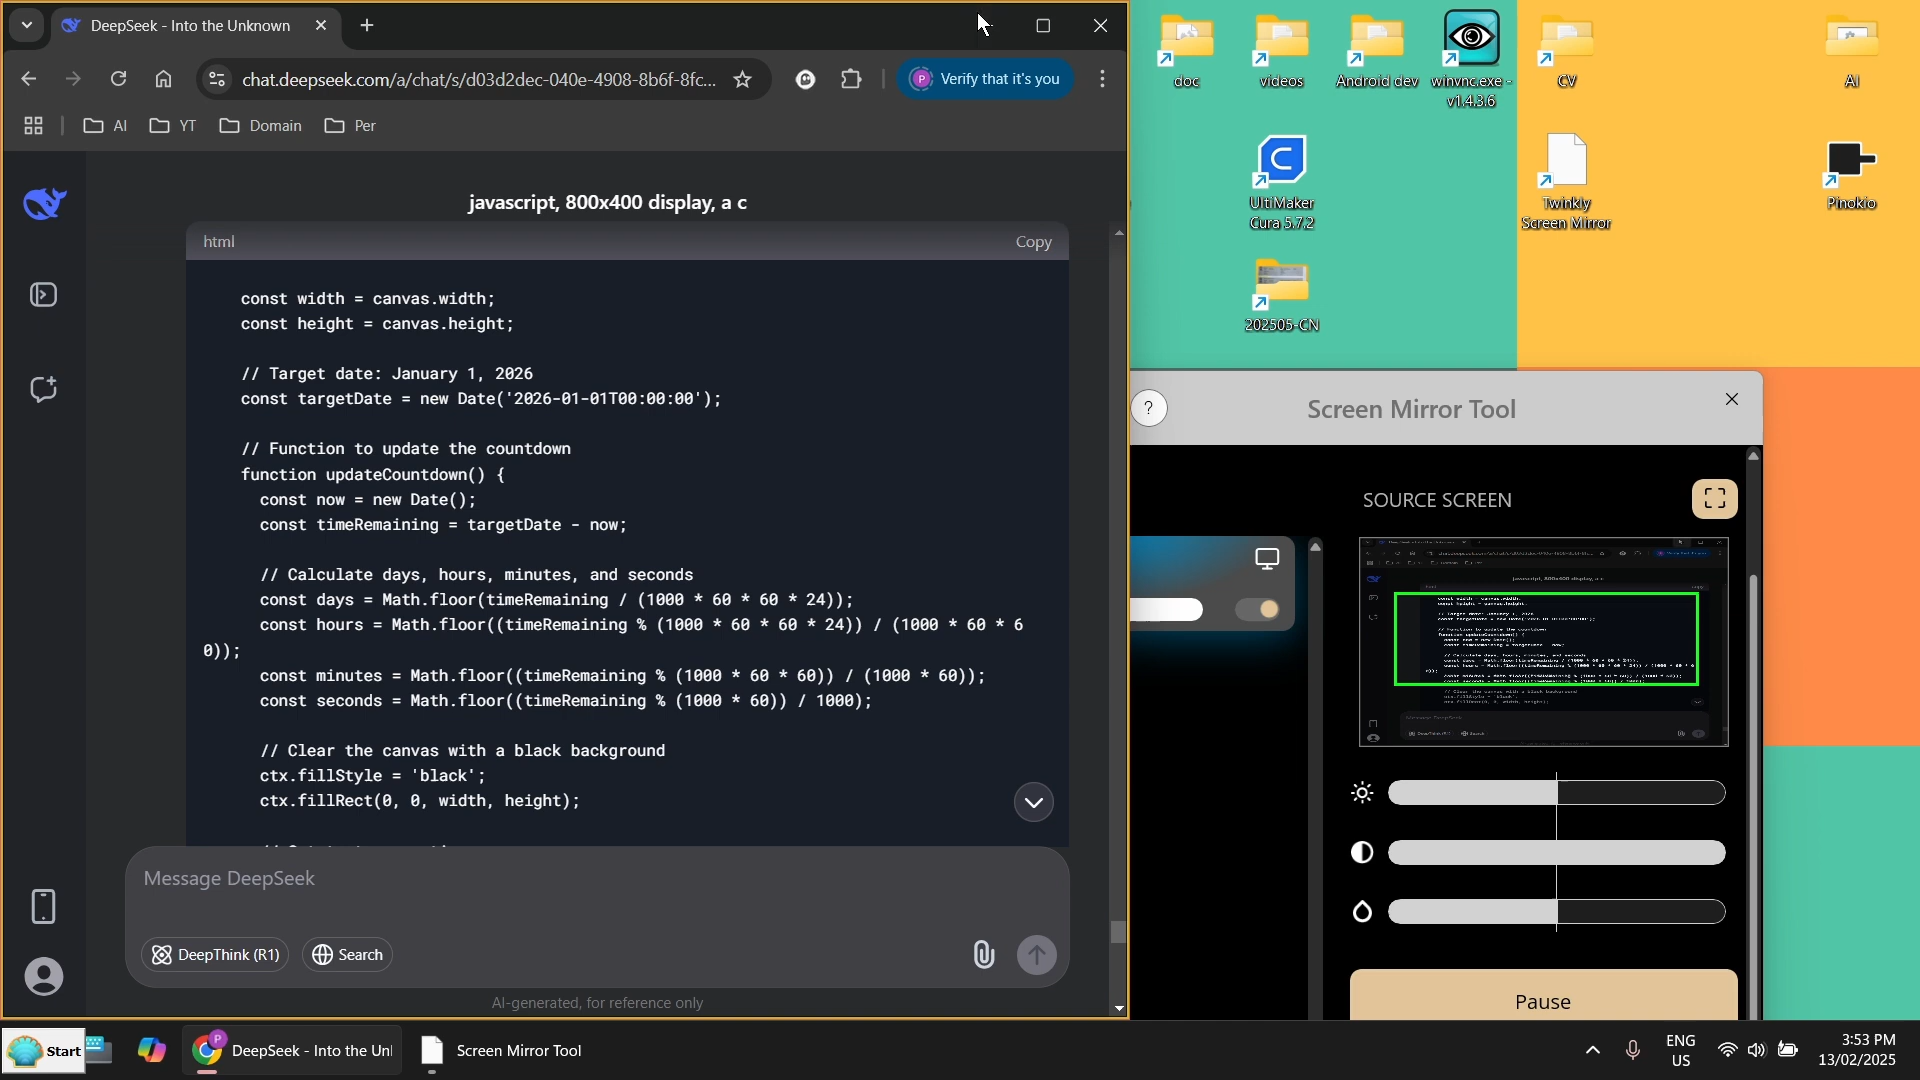 DeepSeek - Into the Unknown
chat.deepseek.com/a/chat/s/d03d2dec-040e-4908-8b6f-8fc...
P
Verify that it's you
AI
YT
Domain
Per
javascript, 800x400 display, a c
html
Copy
const width = canvas.width;
const height = canvas.height;
// Target date: January 1, 2026
const targetDate = new Date('2026-01-01T00:00:00');
// Function to update the countdown
function updateCountdown() {
const now = new Date();
const timeRemaining = targetDate - now;
// Calculate days, hours, minutes, and seconds
const days = Math.floor(timeRemaining / (1000 * 60 * 60 * 24));
const hours = Math.floor((timeRemaining % (1000 * 60 * 60 * 24)) / (1000 * 60 * 6
0));
const minutes = Math.floor((timeRemaining % (1000 * 60 * 60)) / (1000 * 60));
const seconds = Math.floor((timeRemaining % (1000 * 60)) / 1000);
// Clear the canvas with a black background
ctx.fillStyle = 'black';
ctx.fillRect(0, 0, width, height);
Message DeepSeek
DeepThink (R1)
Search
AI-generated, for reference only
doc
videos
Android dev
winvnc.exe -
v1.4.3.6
CV
AI
UltiMaker
Cura 5.7.2
Twinkly
Screen Mirror
Pinokio
202505-CN
?
Screen Mirror Tool
SOURCE SCREEN
Pause
Start
P
DeepSeek - Into the Un
Screen Mirror Tool
ENG
US
3:53 PM
13/02/2025